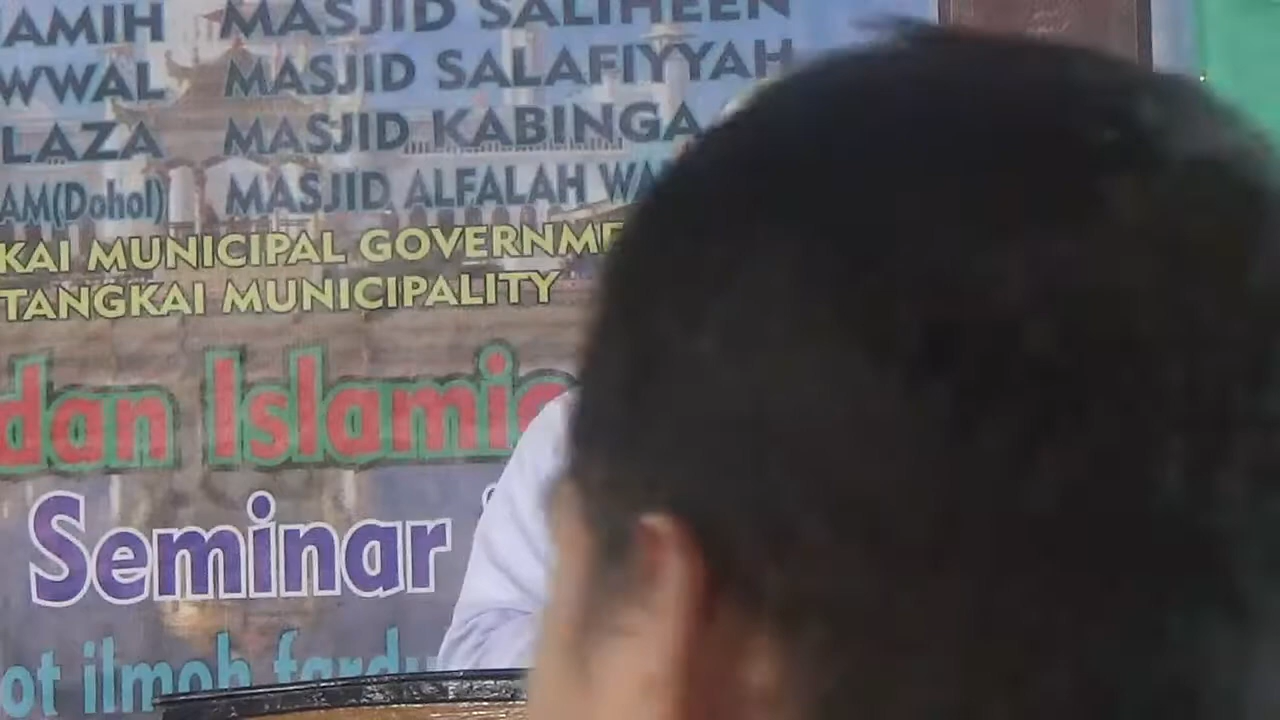 JAMIH MASJID SALIHEEN
WWAL MASJID SALAFIYYAH
LAZA MASJID KABINGA
AM(Dohol) MASJID ALFALAH WA
KAI MUNICIPAL GOVERNME
TANGKAI MUNICIPALITY
dan Islamic
Seminar
ot ilmoh fardu